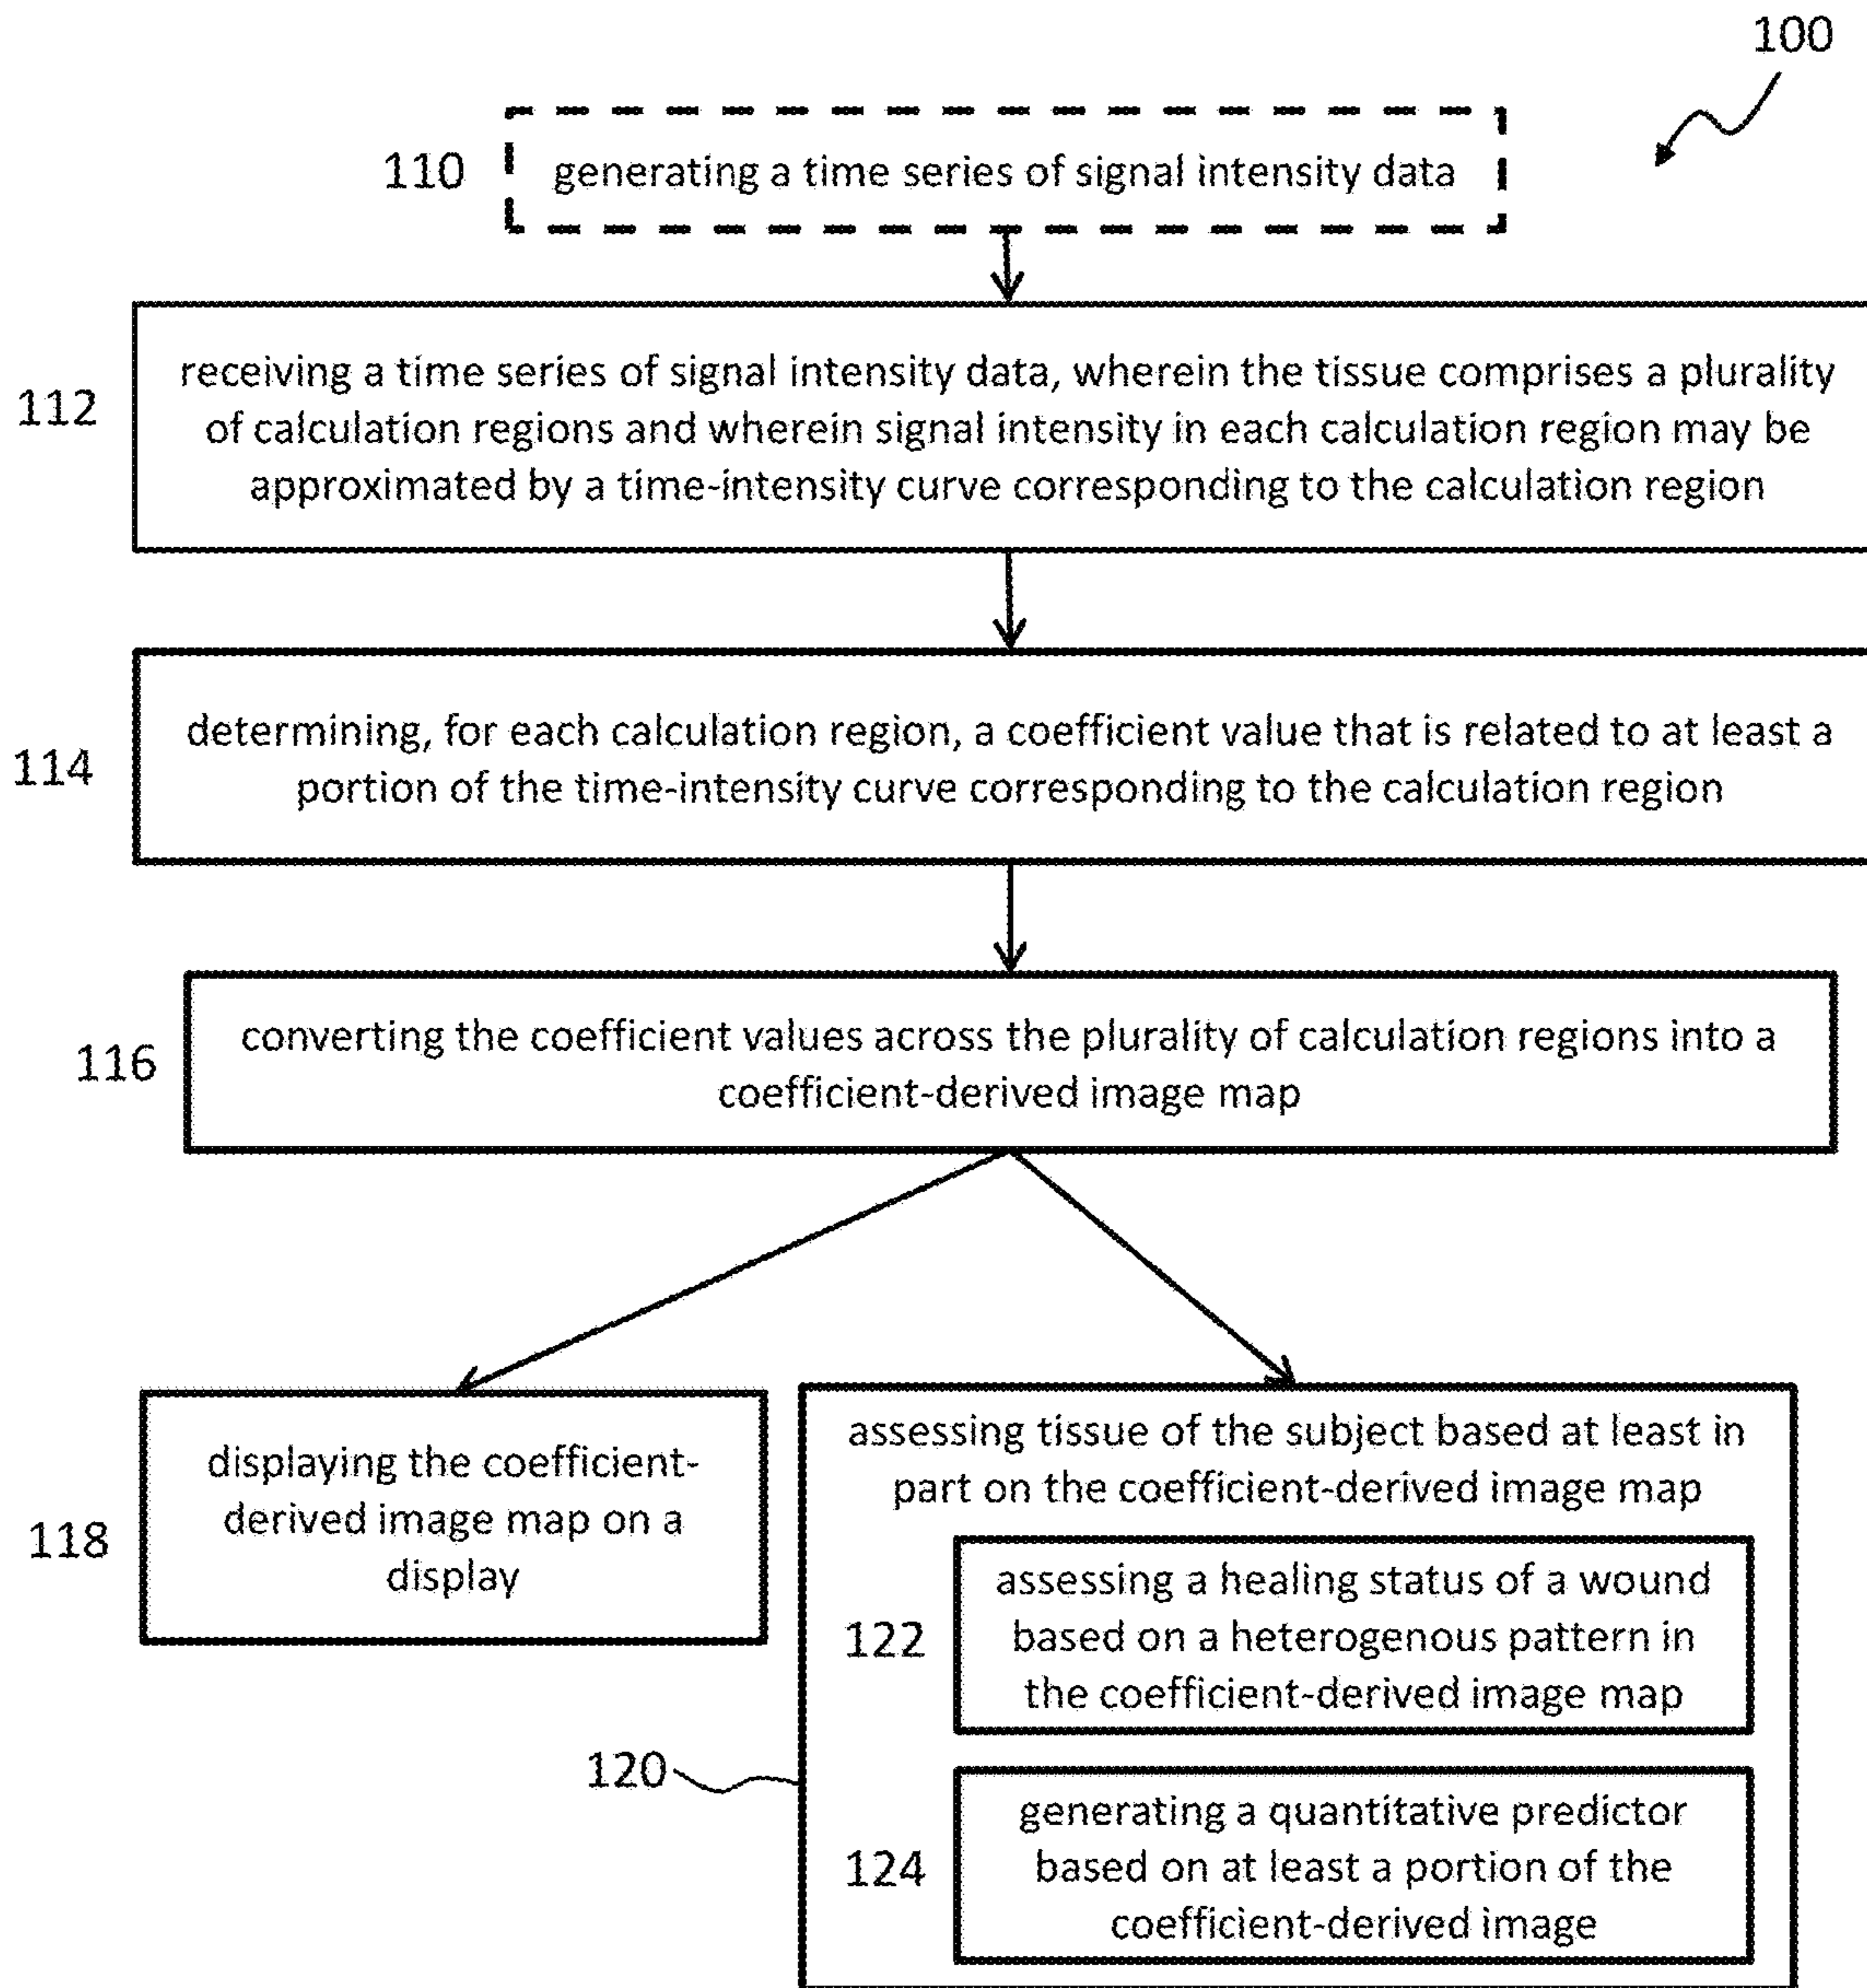 100
110
generating a time series of signal intensity data
112
receiving a time series of signal intensity data, wherein the tissue comprises a plurality
of calculation regions and wherein signal intensity in each calculation region may be
approximated by a time-intensity curve corresponding to the calculation region
114
determining, for each calculation region, a coefficient value that is related to at least a
portion of the time-intensity curve corresponding to the calculation region
116
converting the coefficient values across the plurality of calculation regions into a
coefficient-derived image map
118
displaying the coefficient-
derived image map on a
display
120
assessing tissue of the subject based at least in
part on the coefficient-derived image map
122
assessing a healing status of a wound
based on a heterogenous pattern in
the coefficient-derived image map
124
generating a quantitative predictor
based on at least a portion of the
coefficient-derived image